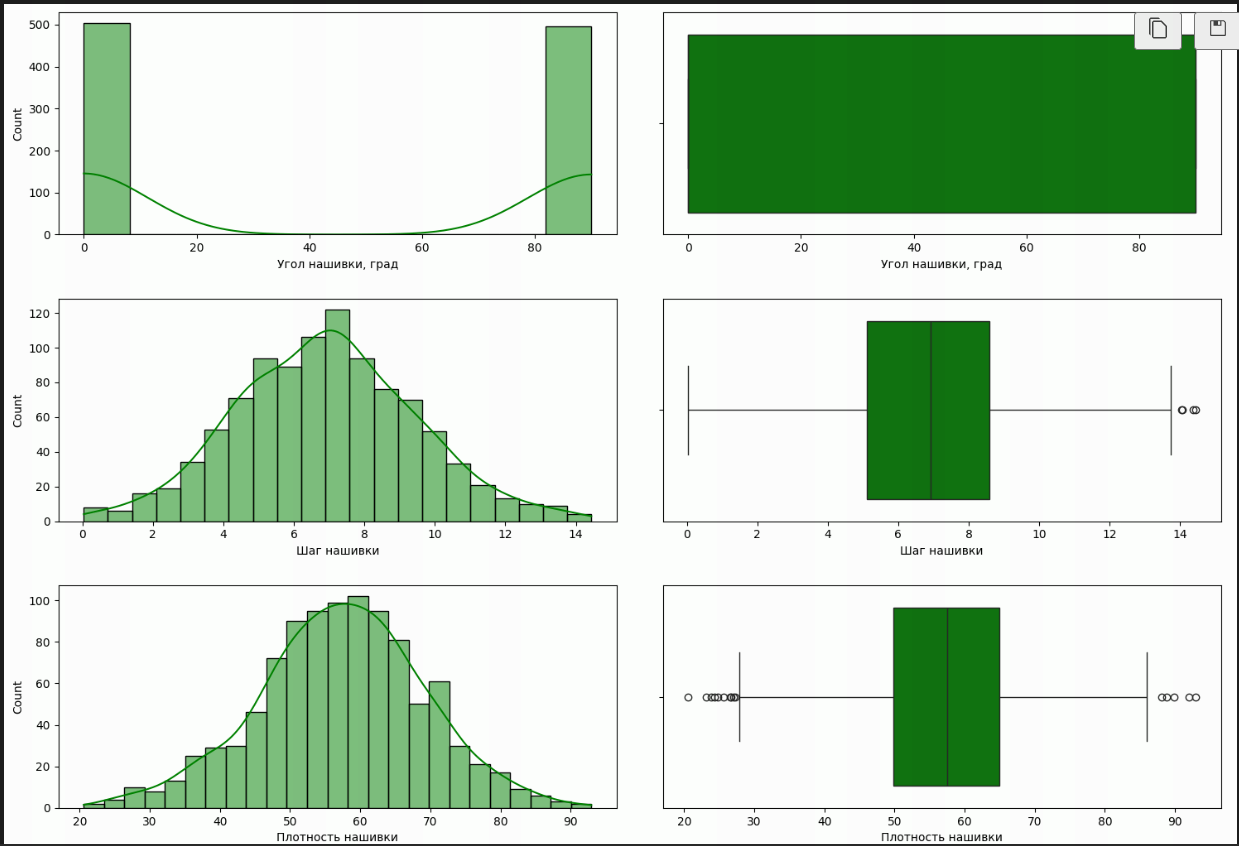 500
400
300
200
100
0
Count
0 20 40 60 80
Угол нашивки, град
0 20 40 60 80
Угол нашивки, град
120
100
80
60
40
20
0
Count
0 2 4 6 8 10 12 14
Шаг нашивки
0 2 4 6 8 10 12 14
Шаг нашивки
100
80
60
40
20
0
Count
20 30 40 50 60 70 80 90
Плотность нашивки
20 30 40 50 60 70 80 90
Плотность нашивки